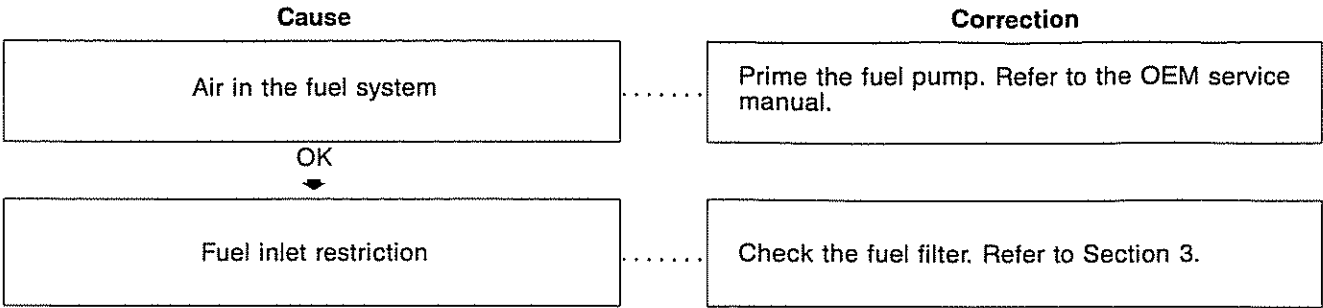 Cause
Correction
Air in the fuel system
.......
Prime the fuel pump. Refer to the OEM service
manual.
OK
Fuel inlet restriction
.......
Check the fuel filter. Refer to Section 3.